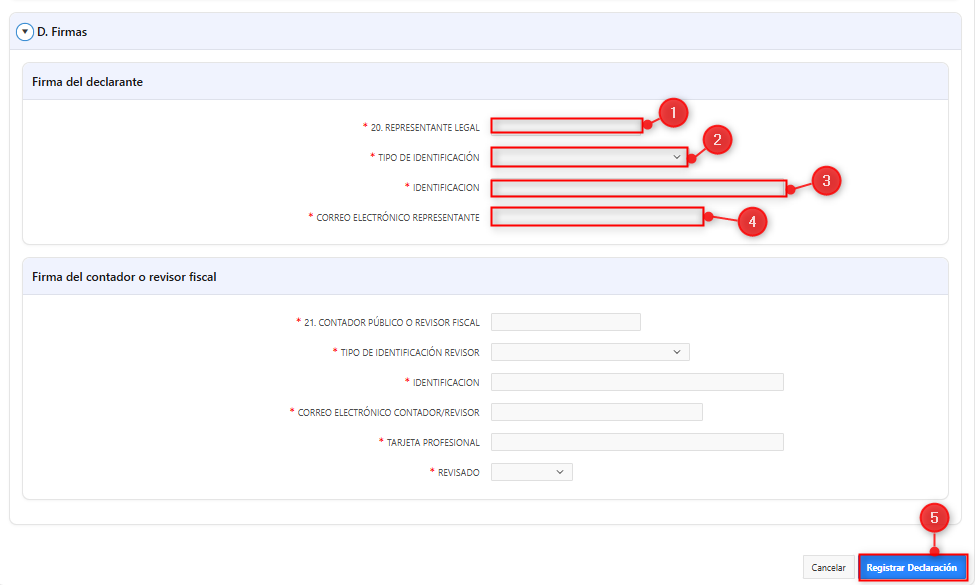 D. Firmas
Firma del declarante
* 20. REPRESENTANTE LEGAL
1
* TIPO DE IDENTIFICACIÓN
2
* IDENTIFICACION
3
* CORREO ELECTRÓNICO REPRESENTANTE
4
Firma del contador o revisor fiscal
* 21. CONTADOR PÚBLICO O REVISOR FISCAL
* TIPO DE IDENTIFICACIÓN REVISOR
* IDENTIFICACION
* CORREO ELECTRÓNICO CONTADOR/REVISOR
* TARJETA PROFESIONAL
* REVISADO
5
Cancelar Registrar Declaración